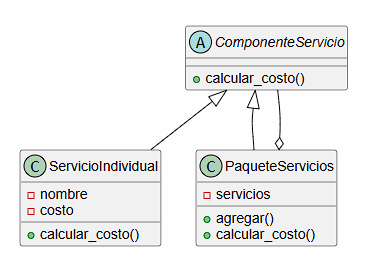 A ComponenteServicio
calcular_costo()
C ServicioIndividual
nombre
costo
calcular_costo()
C PaqueteServicios
servicios
agregar()
calcular_costo()